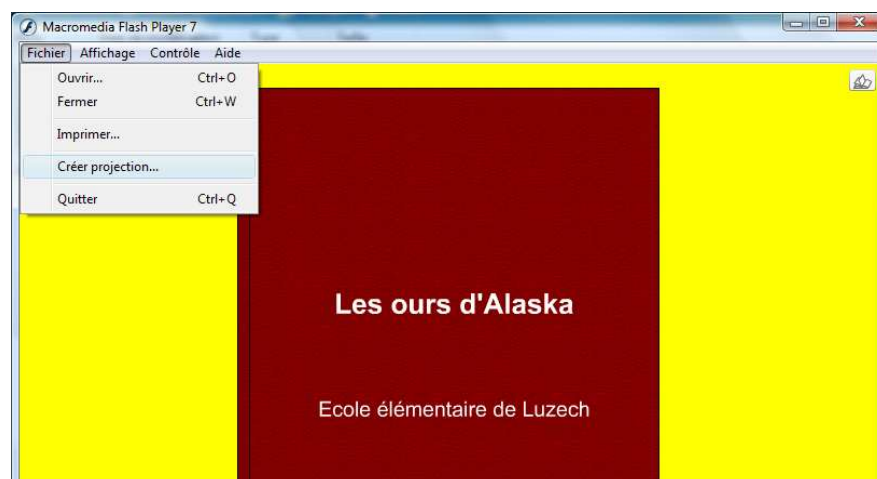 Macromedia Flash Player 7
Fichier Affichage Contrôle Aide
Ouvrir... Ctrl+O
Fermer Ctrl+W
Imprimer...
Créer projection...
Quitter Ctrl+Q
Les ours d'Alaska
Ecole élémentaire de Luzech